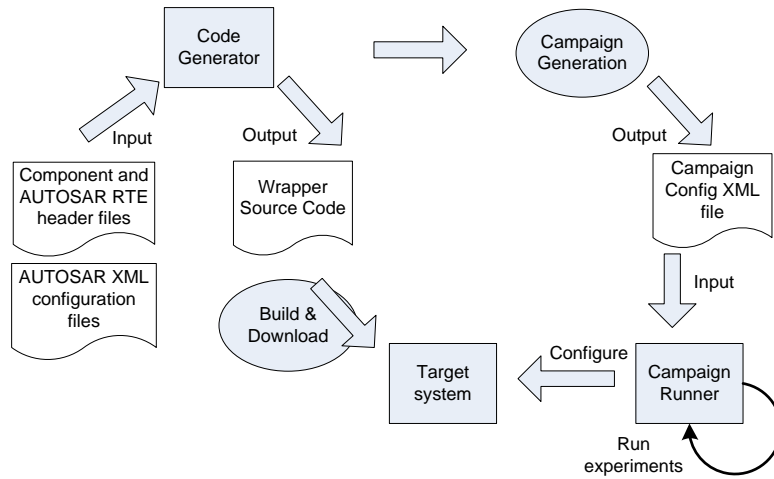 Code
Generator
Campaign
Generation
Input
Output
Output
Component and
AUTOSAR RTE
header files
Wrapper
Source Code
Campaign
Config XML
file
AUTOSAR XML
configuration
files
Build &
Download
Input
Configure
Target
system
Campaign
Runner
Run
experiments